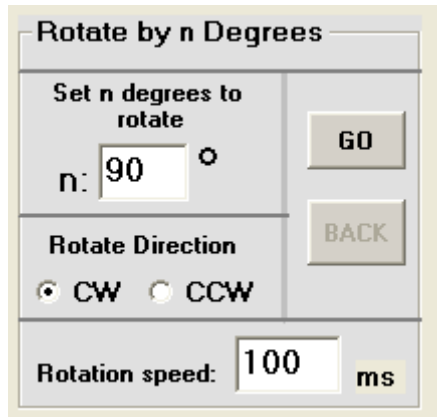 Rotate by n Degrees
Set n degrees to
rotate
n: 90 °
GO
BACK
Rotate Direction
CW CCW
Rotation speed: 100 ms